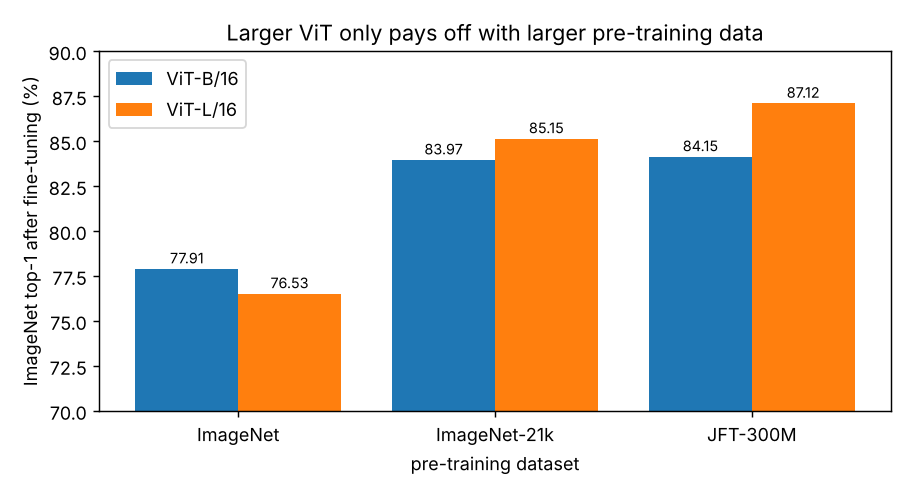 Larger ViT only pays off with larger pre-training data
ImageNet top-1 after fine-tuning (%)
90.0
87.5
85.0
82.5
80.0
77.5
75.0
72.5
70.0
ViT-B/16
ViT-L/16
77.91
76.53
83.97
85.15
84.15
87.12
ImageNet
ImageNet-21k
JFT-300M
pre-training dataset